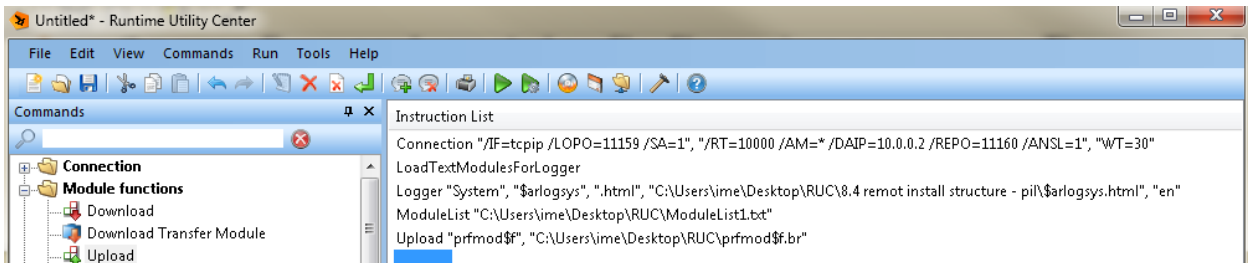 Untitled* - Runtime Utility Center
File Edit View Commands Run Tools Help
Commands
Instruction List
Connection "/IF=tcpip /LOPO=11159 /SA=1", "/RT=10000 /AM=* /DAIP=10.0.0.2 /REPO=11160 /ANSL=1", "WT=30"
Connection
LoadTextModulesForLogger
Module functions
Logger "System", "$arlogsys", ".html", "C:\Users\ime\Desktop\RUC\8.4 remot install structure - pil\$arlogsys.html", "en"
Download
ModuleList "C:\Users\ime\Desktop\RUC\ModuleList1.txt"
Download Transfer Module
Upload "prfmod$f", "C:\Users\ime\Desktop\RUC\prfmod$f.br"
Upload